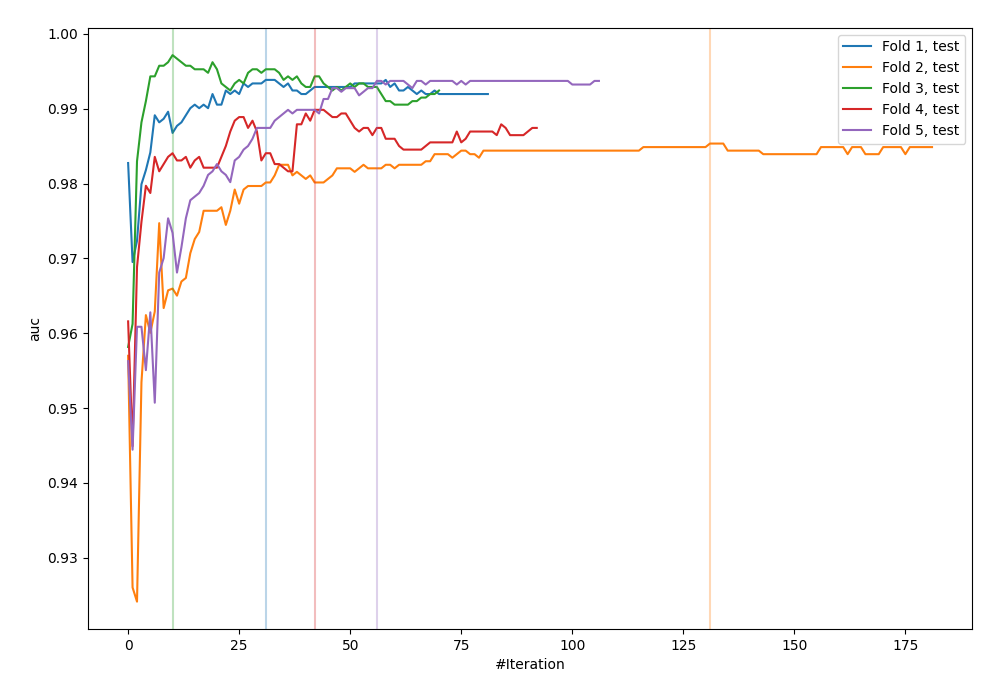 1.00
0.99
0.98
0.97
0.96
0.95
0.94
0.93
auc
0
25
50
75
100
125
150
175
#Iteration
Fold 1, test
Fold 2, test
Fold 3, test
Fold 4, test
Fold 5, test